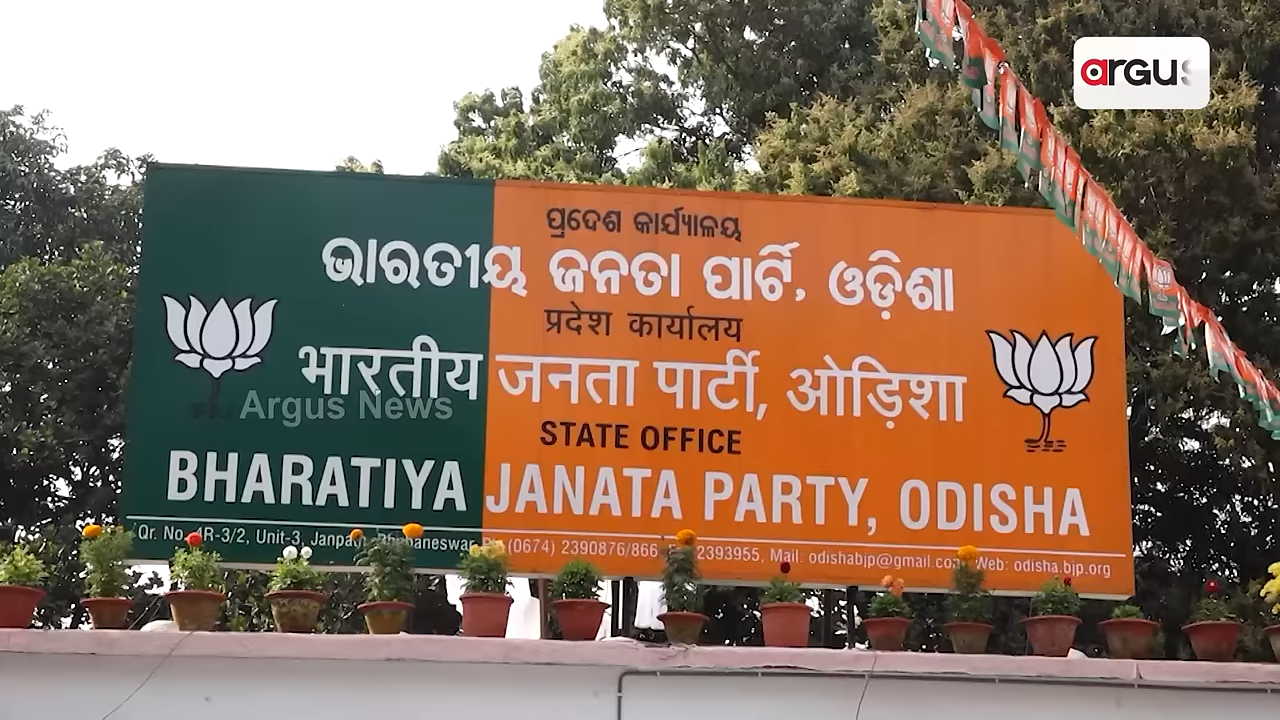 argus
ପ୍ରଦେଶ କାର୍ଯ୍ୟାଳୟ
ଭାରତୀୟ ଜନତା ପାର୍ଟି, ଓଡ଼ିଶା
प्रदेश कार्यालय
भारतीय जनता पार्टी, ओड़िशा
Argus News
STATE OFFICE
BHARATIYA JANATA PARTY, ODISHA
Qr. No. 4R-3/2, Unit-3, Janpath, Bhubaneswar, (0674) 2390876/866 2393955, Mail: odishabjp@gmail.com Web: odisha.bjp.org